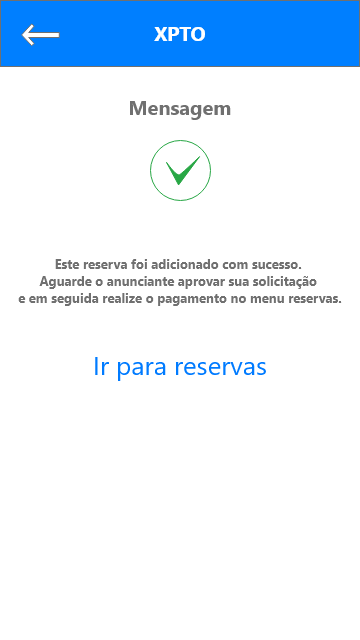 XPTO
Mensagem
Este reserva foi adicionado com sucesso.
Aguarde o anunciante aprovar sua solicitação
e em seguida realize o pagamento no menu reservas.
Ir para reservas